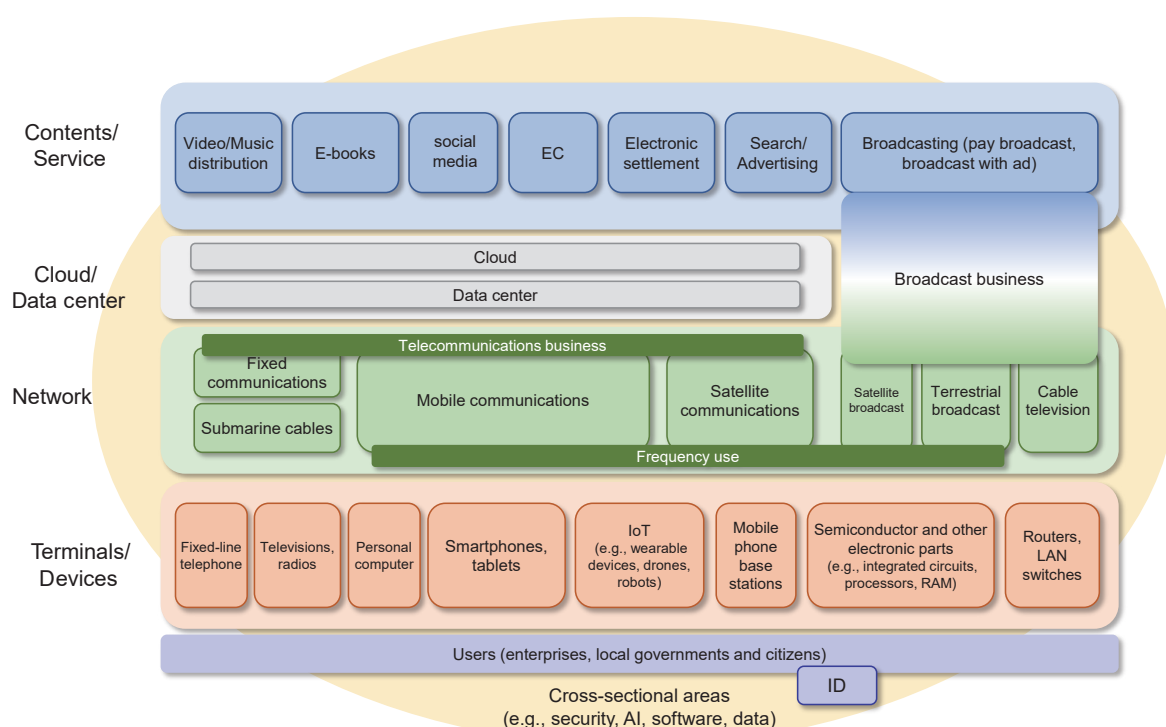 Contents/
Service
Video/Music
distribution
E-books
social
media
EC
Electronic
settlement
Search/
Advertising
Broadcasting (pay broadcast,
broadcast with ad)
Cloud/
Data center
Cloud
Data center
Broadcast business
Network
Telecommunications business
Fixed
communications
Submarine cables
Mobile communications
Satellite
communications
Satellite
broadcast
Terrestrial
broadcast
Cable
television
Frequency use
Terminals/
Devices
Fixed-line
telephone
Televisions,
radios
Personal
computer
Smartphones,
tablets
IoT
(e.g., wearable
devices, drones,
robots)
Mobile
phone
base
stations
Semiconductor and other
electronic parts
(e.g., integrated circuits,
processors, RAM)
Routers,
LAN
switches
Users (enterprises, local governments and citizens)
ID
Cross-sectional areas
(e.g., security, AI, software, data)